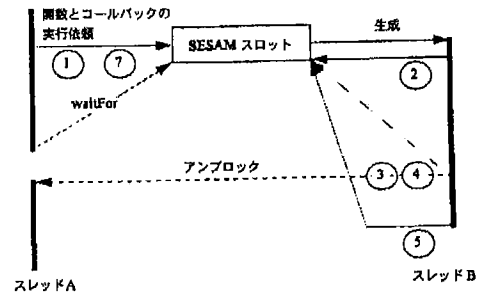 関数とコールバックの
実行依頼
SESAM スロット
生成
1 7
2
waitFor
アンブロック
3 4
5
スレッドA
スレッドB